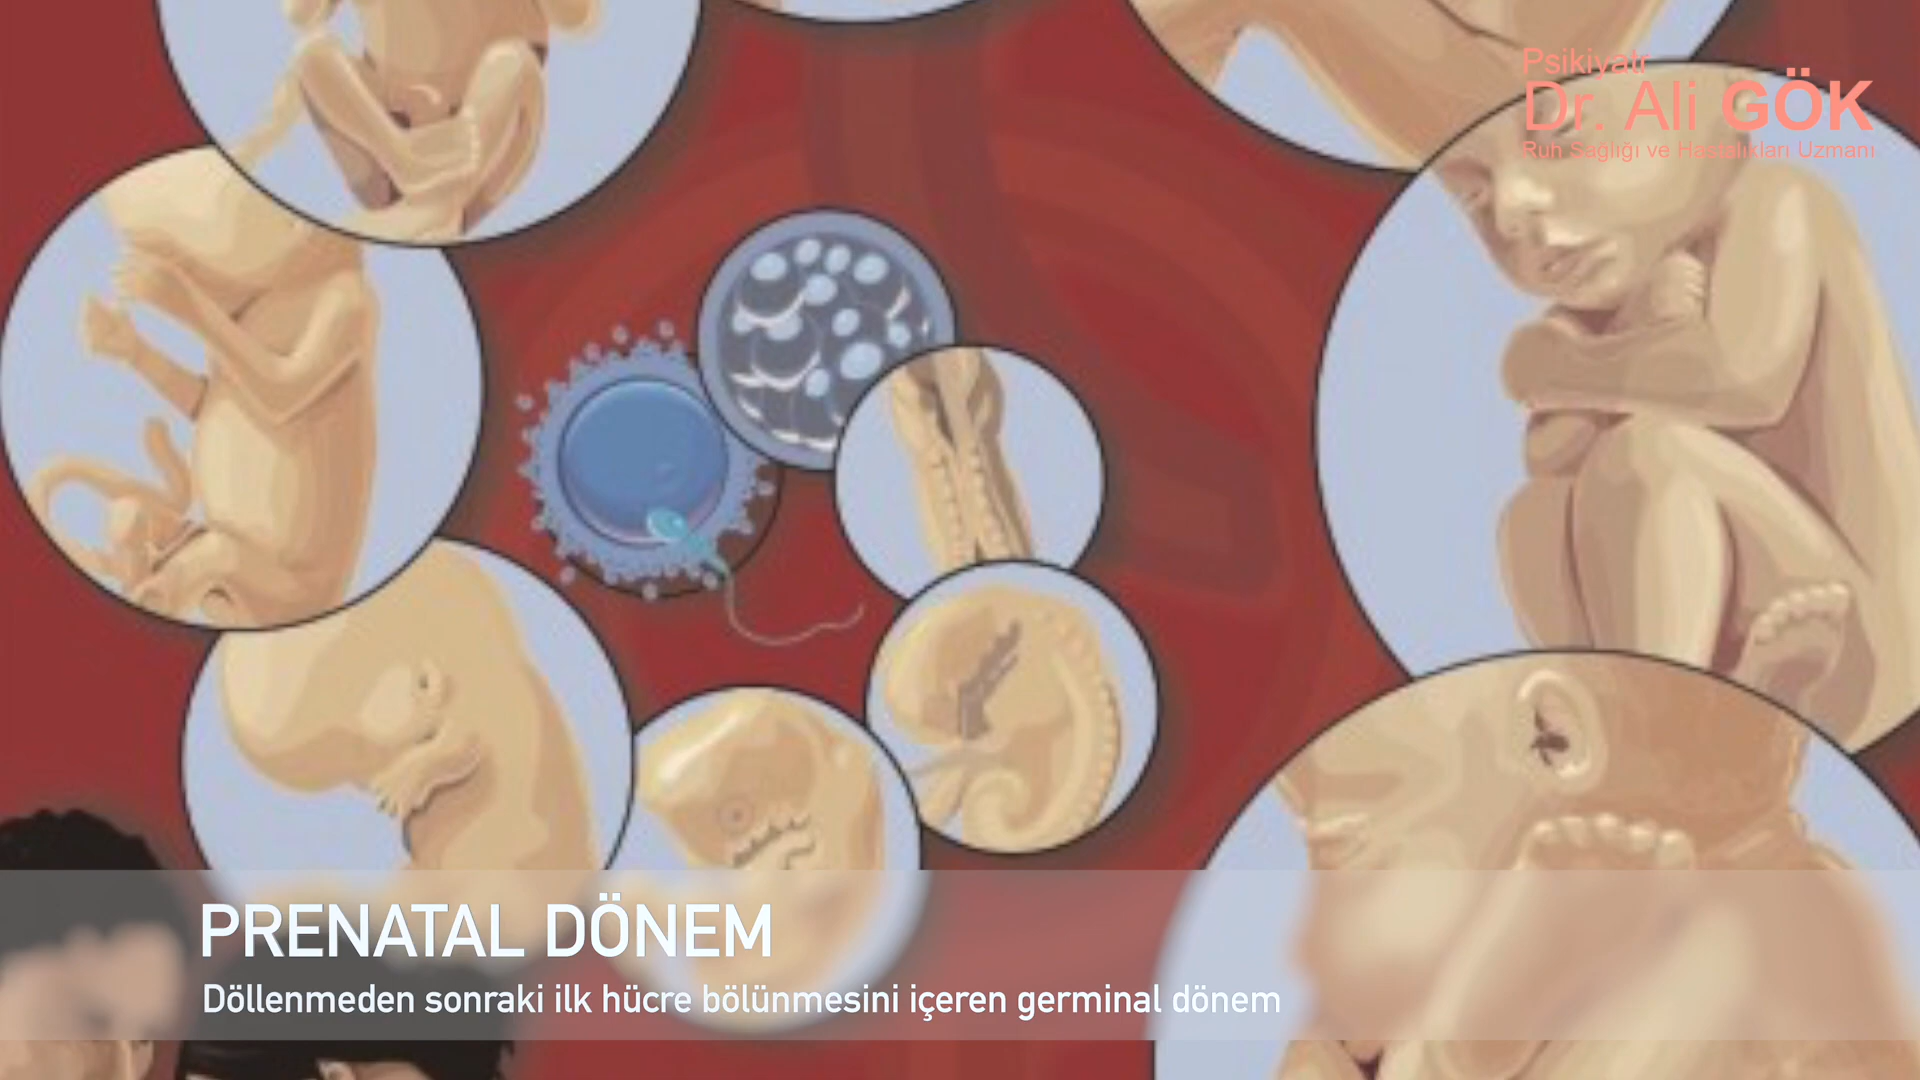 Psikiyatr
Dr. Ali GÖK
Ruh Sağlığı ve Hastalıkları Uzmanı
PRENATAL DÖNEM
Döllenmeden sonraki ilk hücre bölünmesini içeren germinal dönem